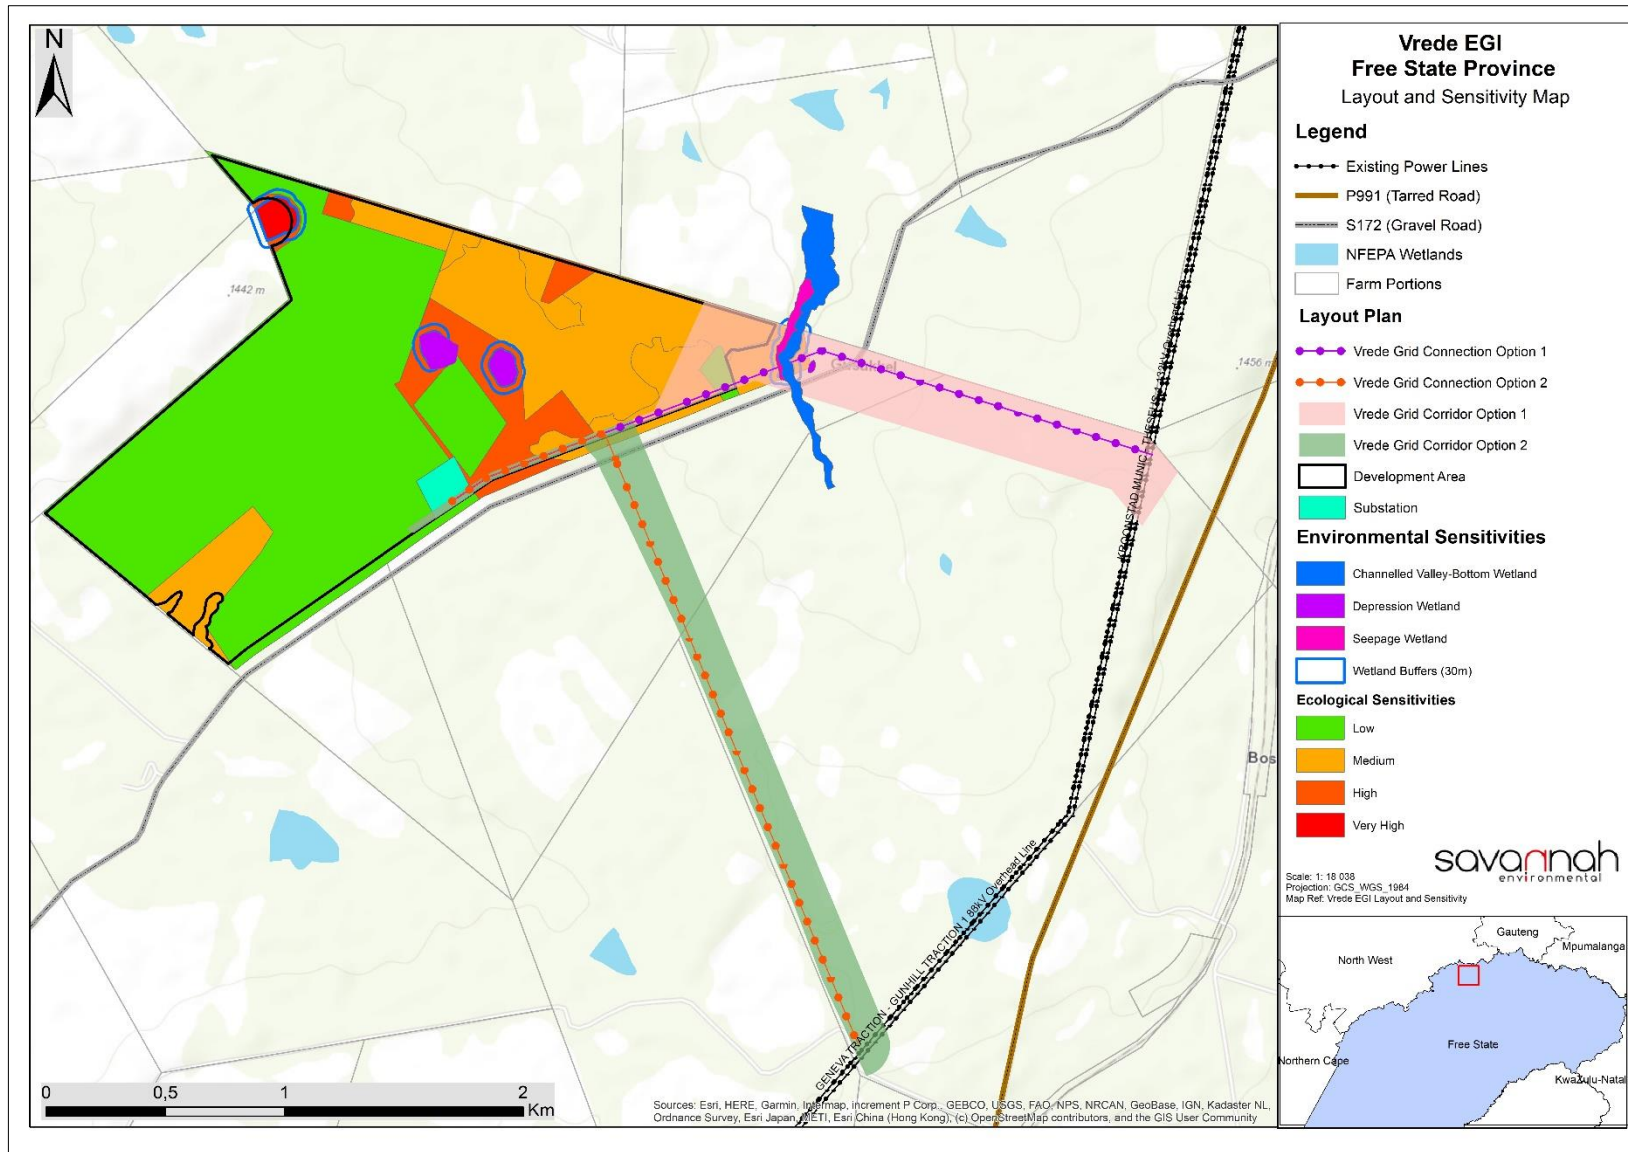 N
1442 m
1456 m
KROONSTAD MUNIC - THESEUS 1 132kV Overhead Line
Bos
GENEVA TRACTION - GUNHILL TRACTION 1 88kV Overhead Line
0 0,5 1 2
Km
Sources: Esri, HERE, Garmin, Intermap, increment P Corp., GEBCO, USGS, FAO, NPS, NRCAN, GeoBase, IGN, Kadaster NL,
Ordnance Survey, Esri Japan, METI, Esri China (Hong Kong), (c) OpenStreetMap contributors, and the GIS User Community
Vrede EGI
Free State Province
Layout and Sensitivity Map
Legend
Existing Power Lines
P991 (Tarred Road)
S172 (Gravel Road)
NFEPA Wetlands
Farm Portions
Layout Plan
Vrede Grid Connection Option 1
Vrede Grid Connection Option 2
Vrede Grid Corridor Option 1
Vrede Grid Corridor Option 2
Development Area
Substation
Environmental Sensitivities
Channelled Valley-Bottom Wetland
Depression Wetland
Seepage Wetland
Wetland Buffers (30m)
Ecological Sensitivities
Low
Medium
High
Very High
savannah
environmental
Scale: 1: 18 038
Projection: GCS_WGS_1984
Map Ref: Vrede EGI Layout and Sensitivity
Gauteng
Mpumalanga
North West
Free State
Northern Cape
KwaZulu-Natal